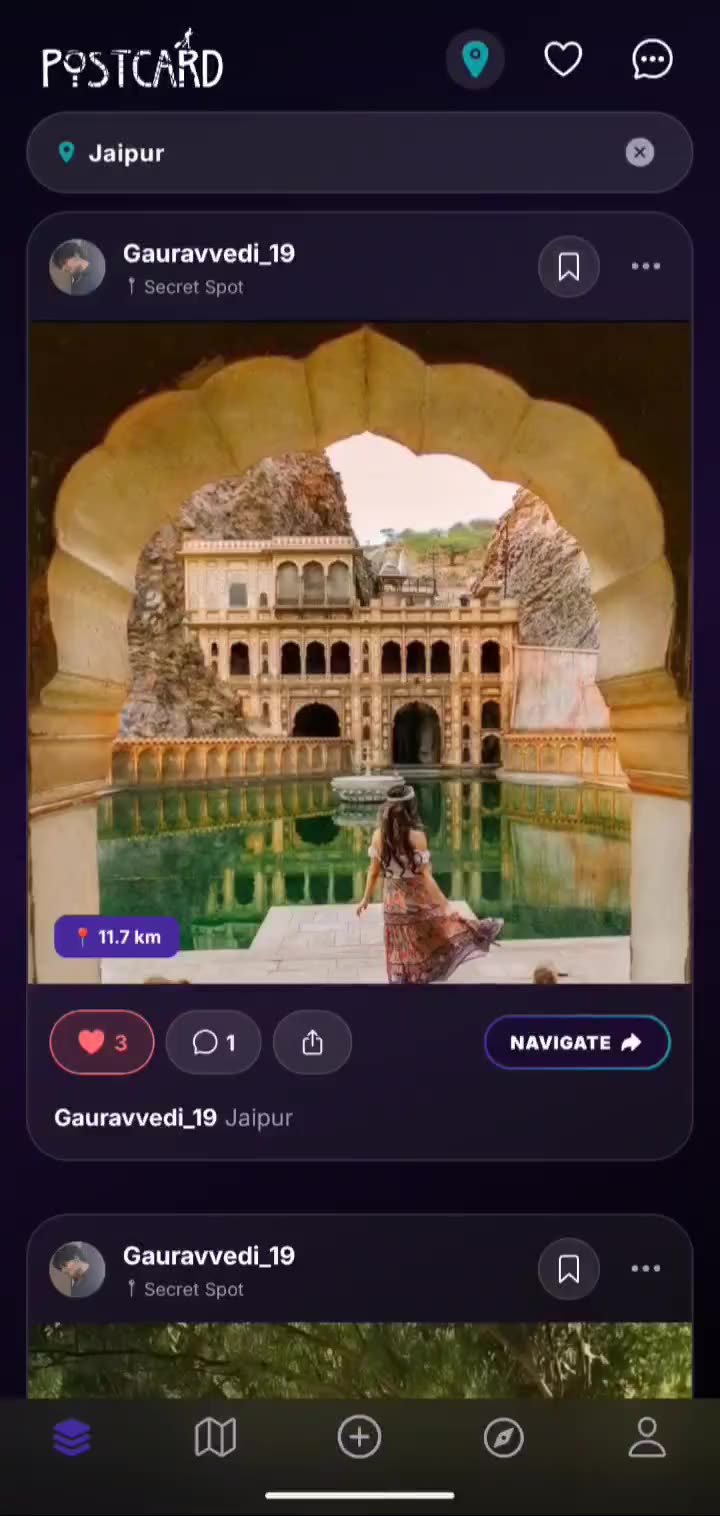 POSTCARD
Jaipur
Gauravvedi_19
Secret Spot
11.7 km
3
1
NAVIGATE
Gauravvedi_19 Jaipur
Gauravvedi_19
Secret Spot